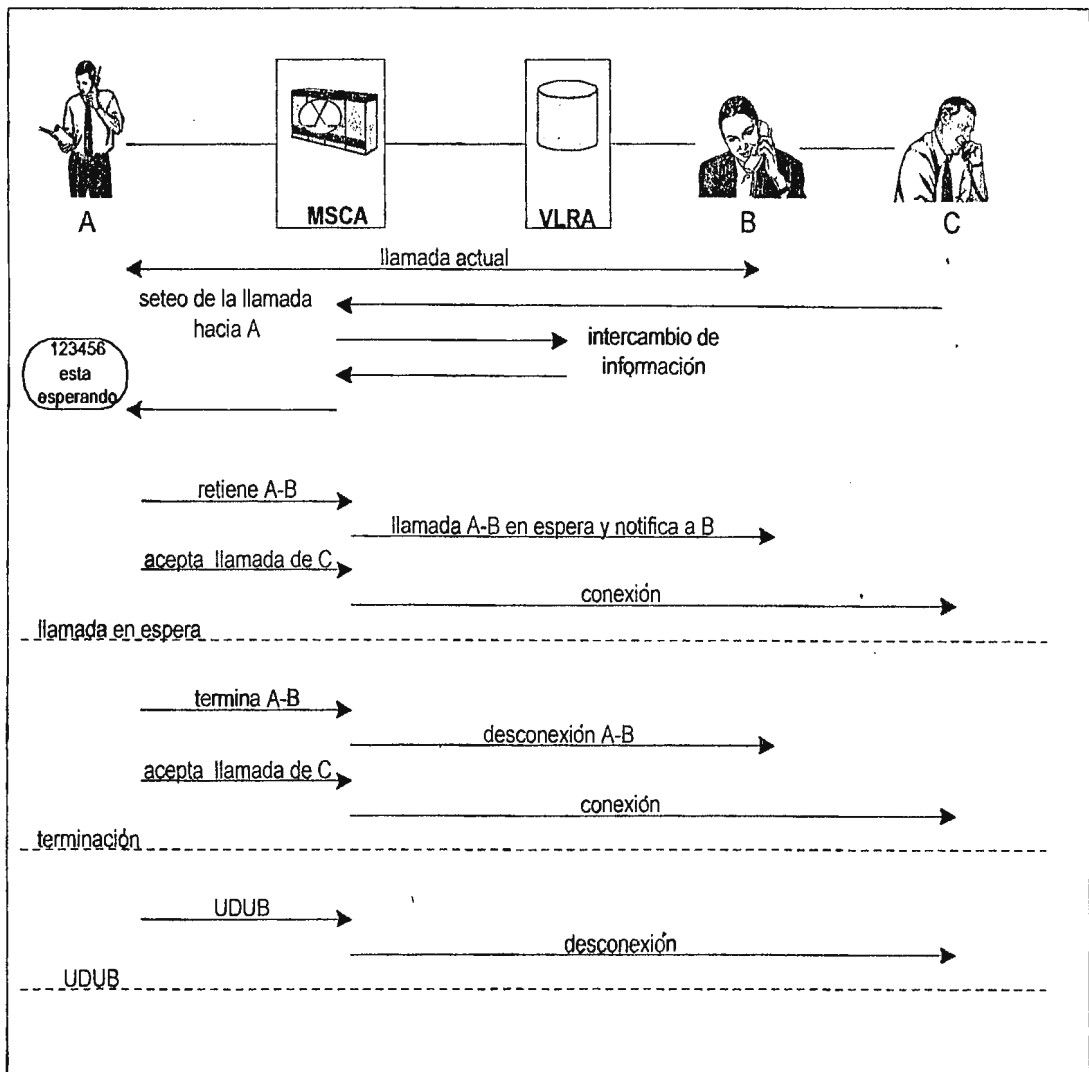 A
MSCA
VLRA
B
C
llamada actual
seteo de la llamada
hacia A
intercambio de
información
123456
esta
esperando
retiene A-B
llamada A-B en espera y notifica a B
acepta llamada de C
conexión
llamada en espera
termina A-B
desconexión A-B
acepta llamada de C
conexión
terminación
UDUB
desconexión
UDUB